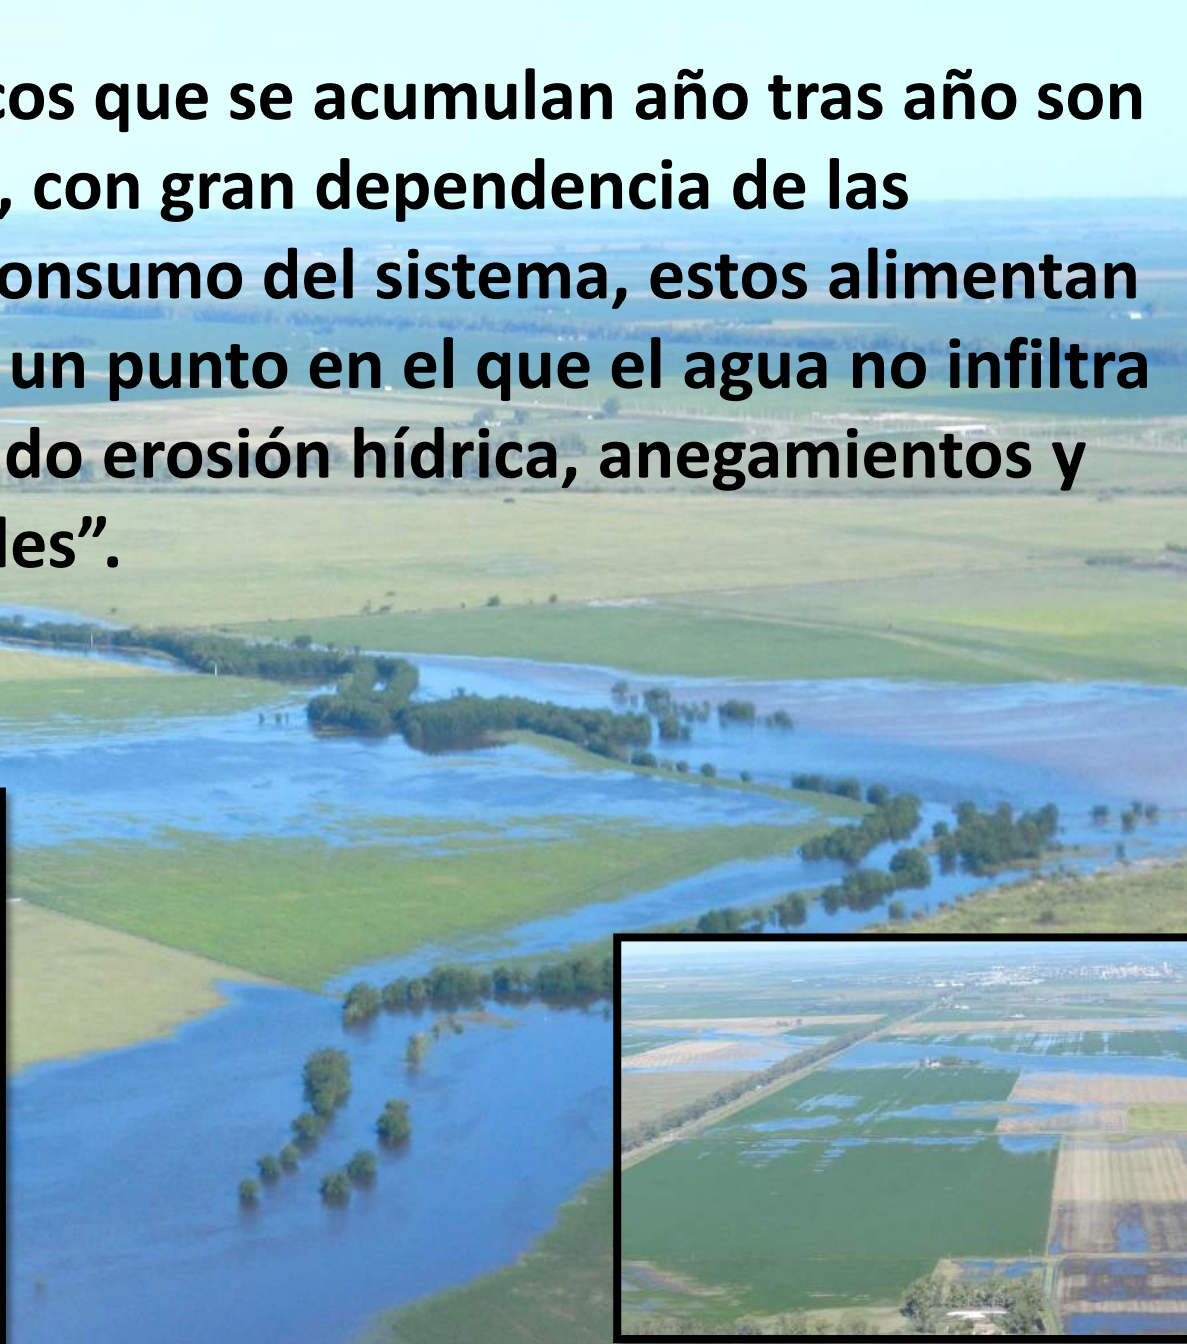 cos que se acumulan año tras año son
, con gran dependencia de las
onsumo del sistema, estos alimentan
un punto en el que el agua no infiltra
do erosión hídrica, anegamientos y
les”.